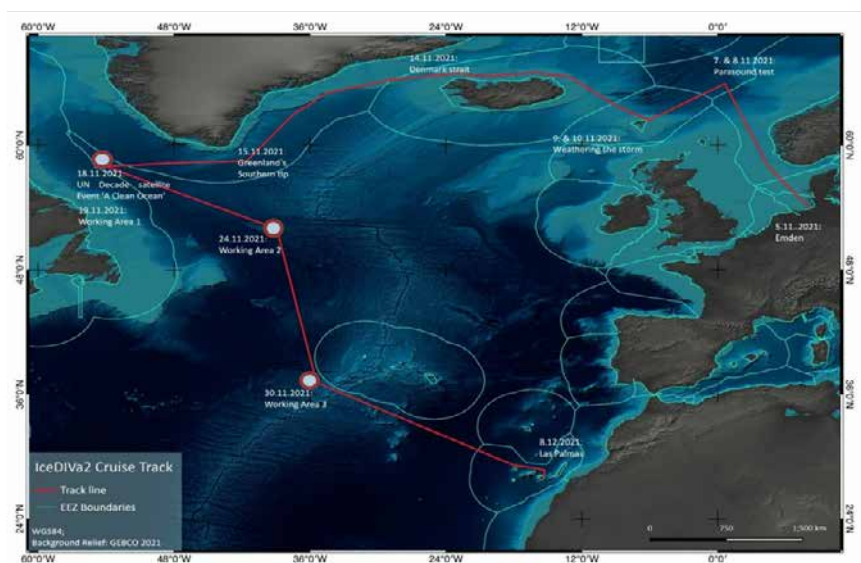 60°0'W
48°0'W
36°0'W
24°0'W
12°0'W
0°0'
14.11.2021:
Denmark strait
7. & 8.11.2021:
Parasound test
60°0'N
60°0'N
9. & 10.11.2021:
Weathering the storm
15.11.2021:
Greenland's
Southern tip
18.11.2021
UN Decade satellite
Event 'A Clean Ocean'
19.11.2021:
Working Area 1
5.11..2021:
Emden
24.11.2021:
Working Area 2
48°0'N
48°0'N
36°0'N
36°0'N
30.11.2021:
Working Area 3
8.12.2021:
Las Palmas
IceDIVa2 Cruise Track
Track line
EEZ Boundaries
WGS84;
Background Relief: GEBCO 2021
24°0'N
24°0'N
0 750 1,500 km
60°0'W
48°0'W
36°0'W
24°0'W
12°0'W
0°0'